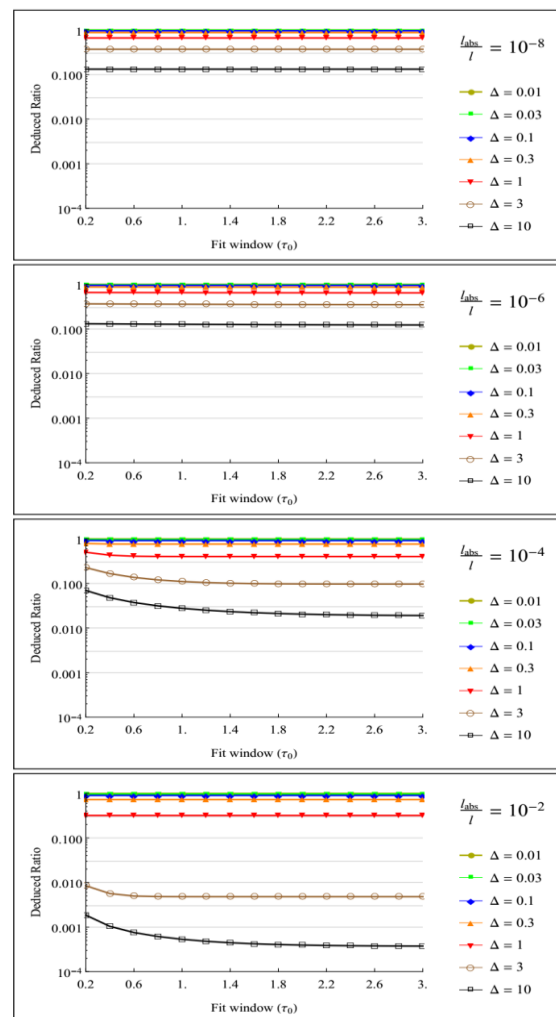 1
0.100
0.010
0.001
10⁻⁴
0.2 0.6 1. 1.4 1.8 2.2 2.6 3.
Fit window (τ₀)
Deduced Ratio
l_abs/l = 10⁻⁸
Δ = 0.01
Δ = 0.03
Δ = 0.1
Δ = 0.3
Δ = 1
Δ = 3
Δ = 10
1
0.100
0.010
0.001
10⁻⁴
0.2 0.6 1. 1.4 1.8 2.2 2.6 3.
Fit window (τ₀)
Deduced Ratio
l_abs/l = 10⁻⁶
Δ = 0.01
Δ = 0.03
Δ = 0.1
Δ = 0.3
Δ = 1
Δ = 3
Δ = 10
1
0.100
0.010
0.001
10⁻⁴
0.2 0.6 1. 1.4 1.8 2.2 2.6 3.
Fit window (τ₀)
Deduced Ratio
l_abs/l = 10⁻⁴
Δ = 0.01
Δ = 0.03
Δ = 0.1
Δ = 0.3
Δ = 1
Δ = 3
Δ = 10
1
0.100
0.010
0.001
10⁻⁴
0.2 0.6 1. 1.4 1.8 2.2 2.6 3.
Fit window (τ₀)
Deduced Ratio
l_abs/l = 10⁻²
Δ = 0.01
Δ = 0.03
Δ = 0.1
Δ = 0.3
Δ = 1
Δ = 3
Δ = 10